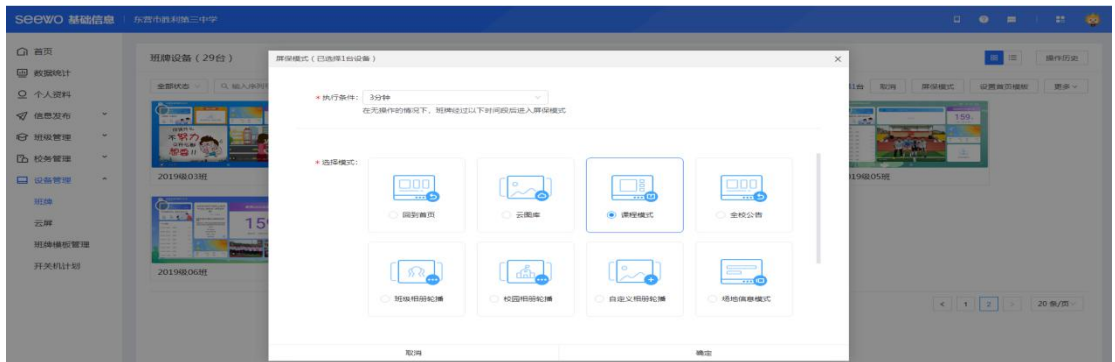 seewo 基础信息 东营市胜利第三中学
首页
数据统计
个人资料
信息发布
班级管理
校务管理
设备管理
班牌
云屏
班牌模板管理
开关机计划
班牌设备（29台） 操作历史
全部状态 输入序列 取消 屏保模式 设置首页模板 更多
不努力
159.
2019级03班 19级05班
15
2019级06班
< 1 2 > 20 条/页
屏保模式（已选择1台设备） ×
* 执行条件： 3分钟
在无操作的情况下，班牌经过以下时间段后进入屏保模式
* 选择模式：
回到首页 云图库 课程模式 全校公告
班级相册轮播 校园相册轮播 自定义相册轮播 场地信息模式
取消 确定